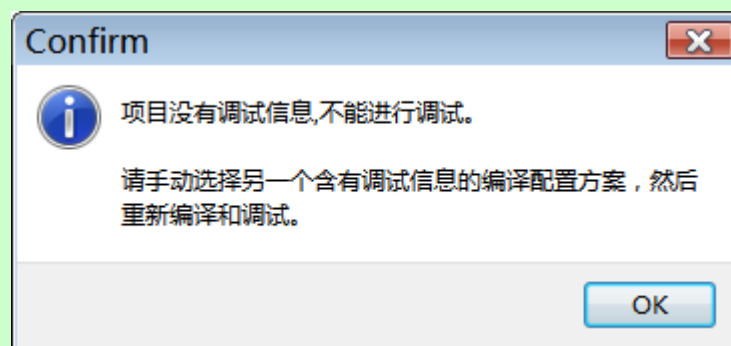 Confirm
项目没有调试信息,不能进行调试。
请手动选择另一个含有调试信息的编译配置方案，然后
重新编译和调试。
OK